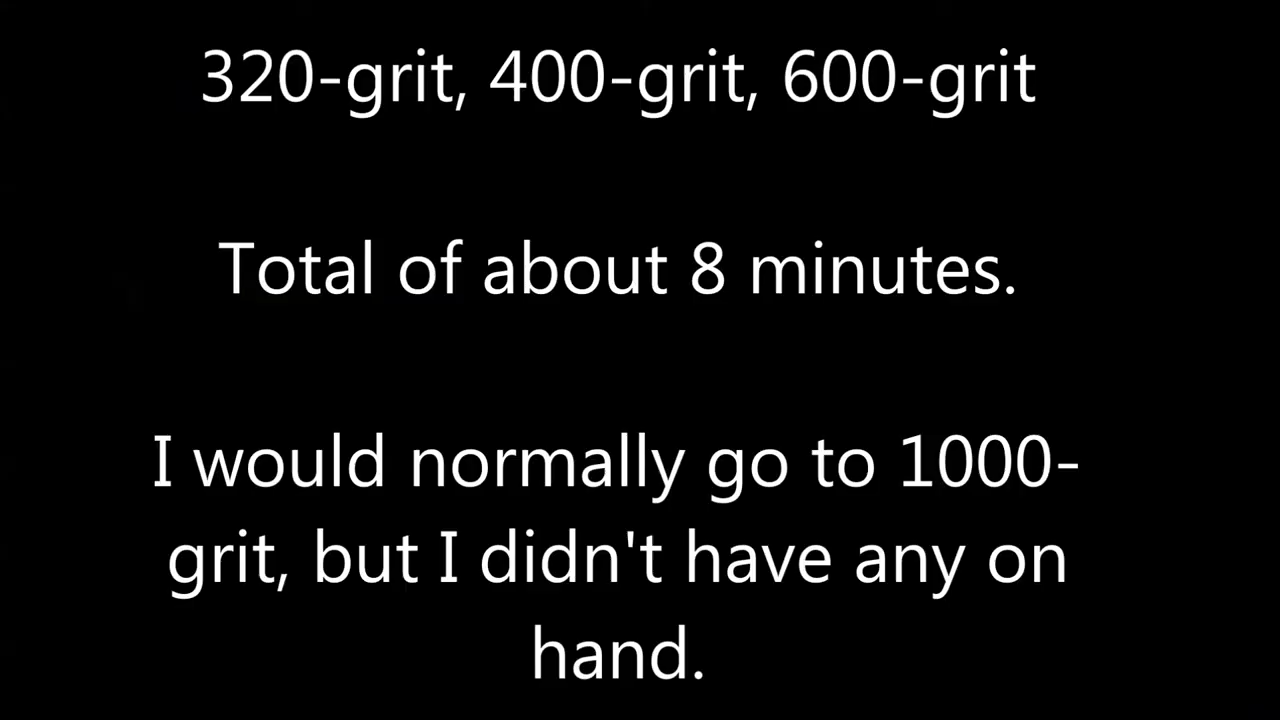 320-grit, 400-grit, 600-grit
Total of about 8 minutes.
I would normally go to 1000-
grit, but I didn't have any on
hand.